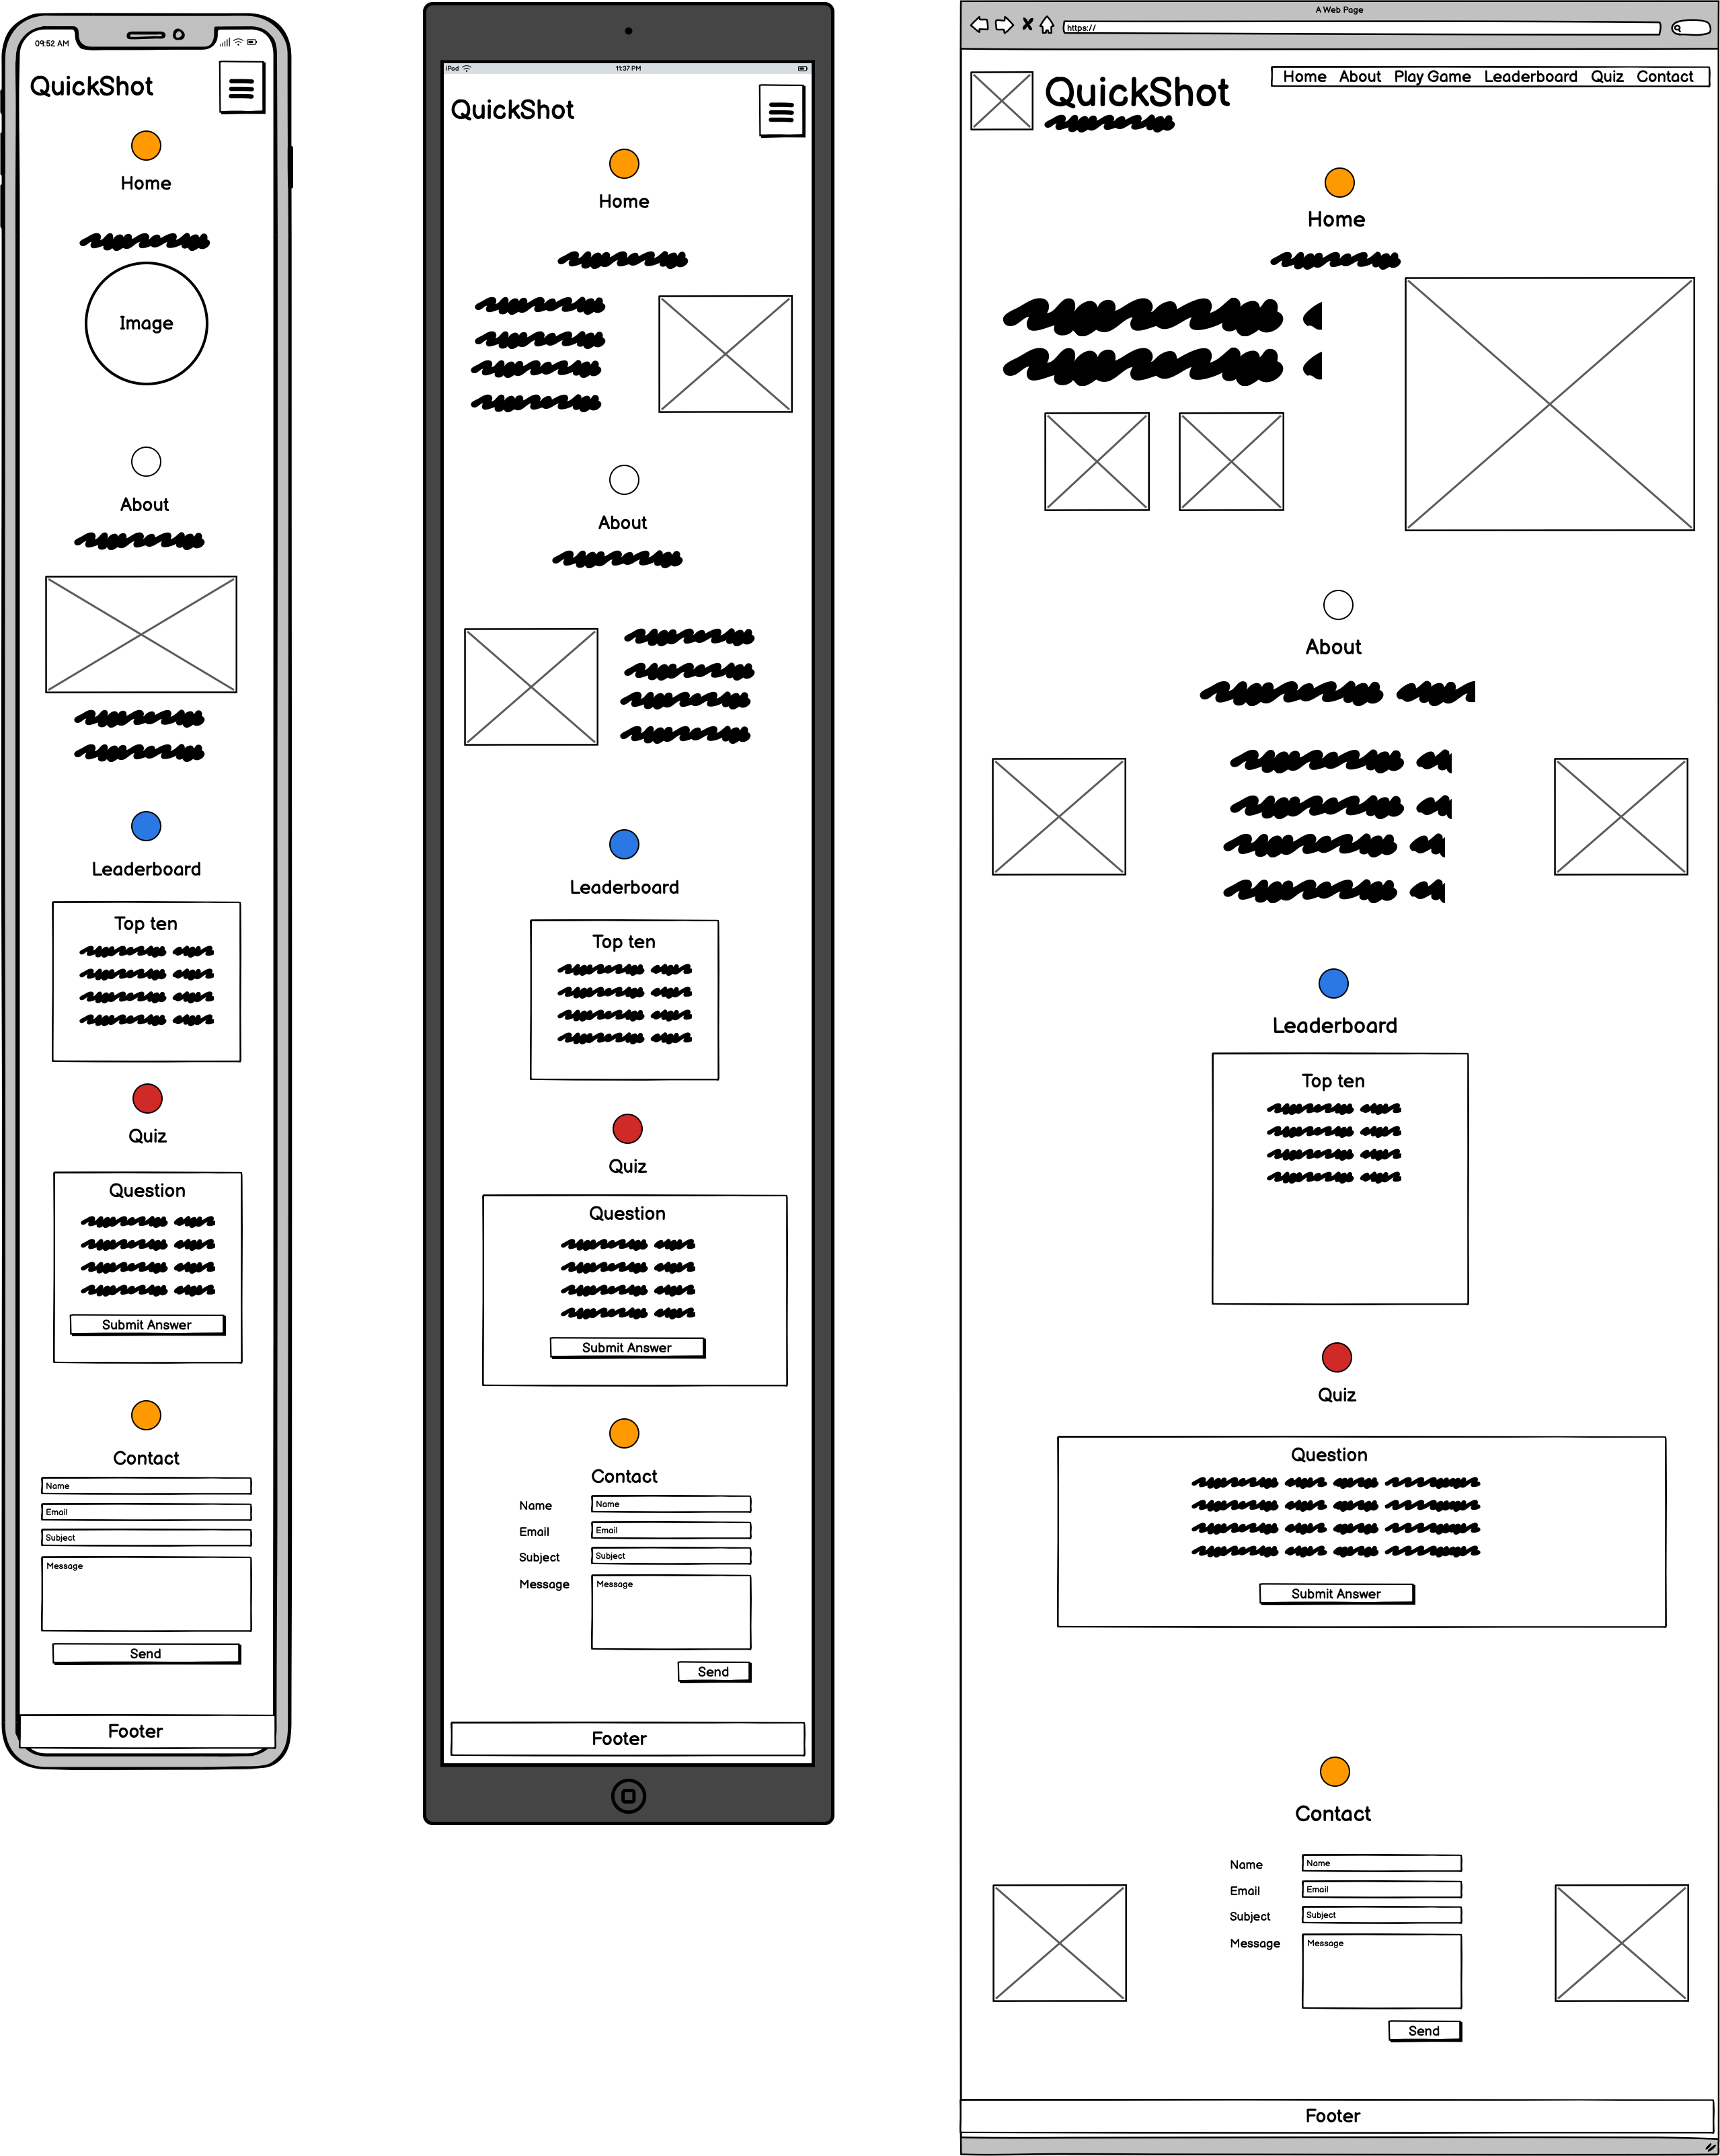 09:52 AM
QuickShot
Home
Image
About
Leaderboard
Top ten
Quiz
Question
Submit Answer
Contact
Name
Email
Subject
Message
Send
Footer
iPad
11:37 PM
QuickShot
Home
About
Leaderboard
Top ten
Quiz
Question
Submit Answer
Contact
Name Name
Email Email
Subject Subject
Message Message
Send
Footer
A Web Page
https://
QuickShot
Home About Play Game Leaderboard Quiz Contact
Home
About
Leaderboard
Top ten
Quiz
Question
Submit Answer
Contact
Name Name
Email Email
Subject Subject
Message Message
Send
Footer